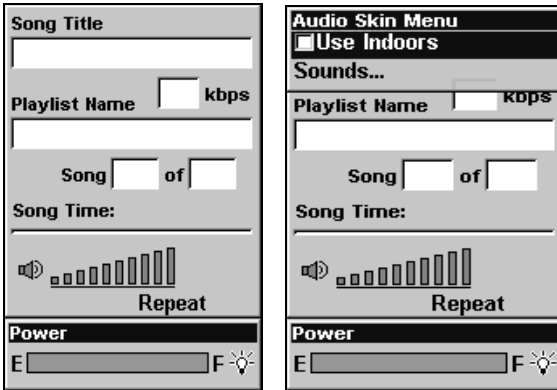 Song Title
kbps
Playlist Name
Song of
Song Time:
Repeat
Power
E F
Audio Skin Menu
Use Indoors
Sounds...
kbps
Playlist Name
Song of
Song Time:
Repeat
Power
E F